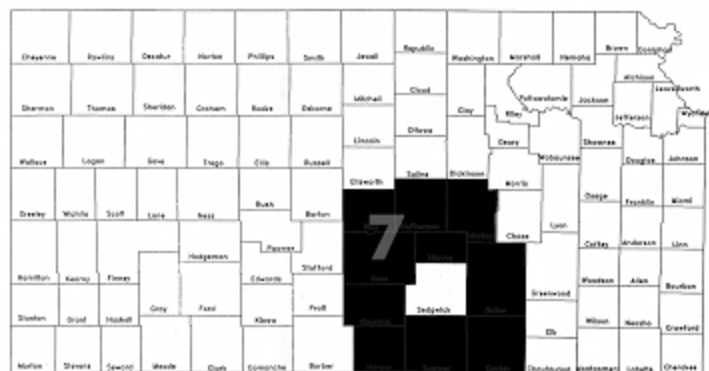 Cheyenne Rawlins Decatur Norton Phillips Smith Jewell Republic Washington Marshall Nemaha Brown Doniphan
Sherman Thomas Sheridan Graham Rooks Osborne Mitchell Cloud Clay Riley Pottawatomie Jackson Atchison Jefferson Leavenworth
Wallace Logan Gove Trego Ellis Russell Lincoln Ottawa Geary Wabaunsee Shawnee Douglas Johnson
Ellsworth Saline Dickinson Morris
Greeley Wichita Scott Lane Ness Rush Barton Chase Lyon Osage Franklin Miami
7
Hamilton Kearny Finney Hodgeman Pawnee Stafford Edwards Coffey Anderson Linn
Stanton Grant Haskell Gray Ford Kiowa Pratt Sedgwick Butler Greenwood Woodson Allen Bourbon
Elk Wilson Neosho Crawford
Morton Stevens Seward Meade Clark Comanche Barber Chautauqua Montgomery Labette Cherokee